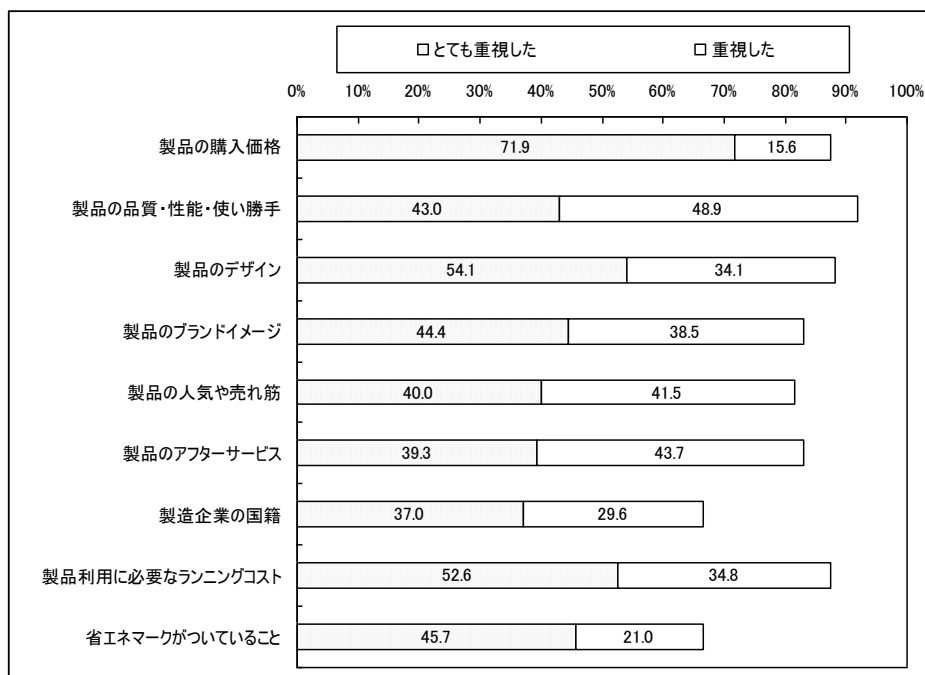 とても重視した 重視した
0% 10% 20% 30% 40% 50% 60% 70% 80% 90% 100%
製品の購入価格 71.9 15.6
製品の品質・性能・使い勝手 43.0 48.9
製品のデザイン 54.1 34.1
製品のブランドイメージ 44.4 38.5
製品の人気や売れ筋 40.0 41.5
製品のアフターサービス 39.3 43.7
製造企業の国籍 37.0 29.6
製品利用に必要なランニングコスト 52.6 34.8
省エネマークがついていること 45.7 21.0